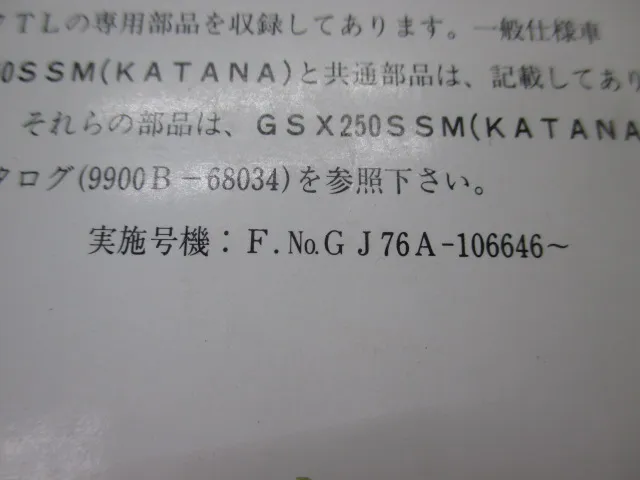 TLの専用部品を収録してあります。一般仕様車
0SSM(KATANA)と共通部品は、記載してあり
それらの部品は、GSX250SSM(KATANA
タログ(9900B-68034)を参照下さい。
実施号機：F.No.GJ76A-106646～